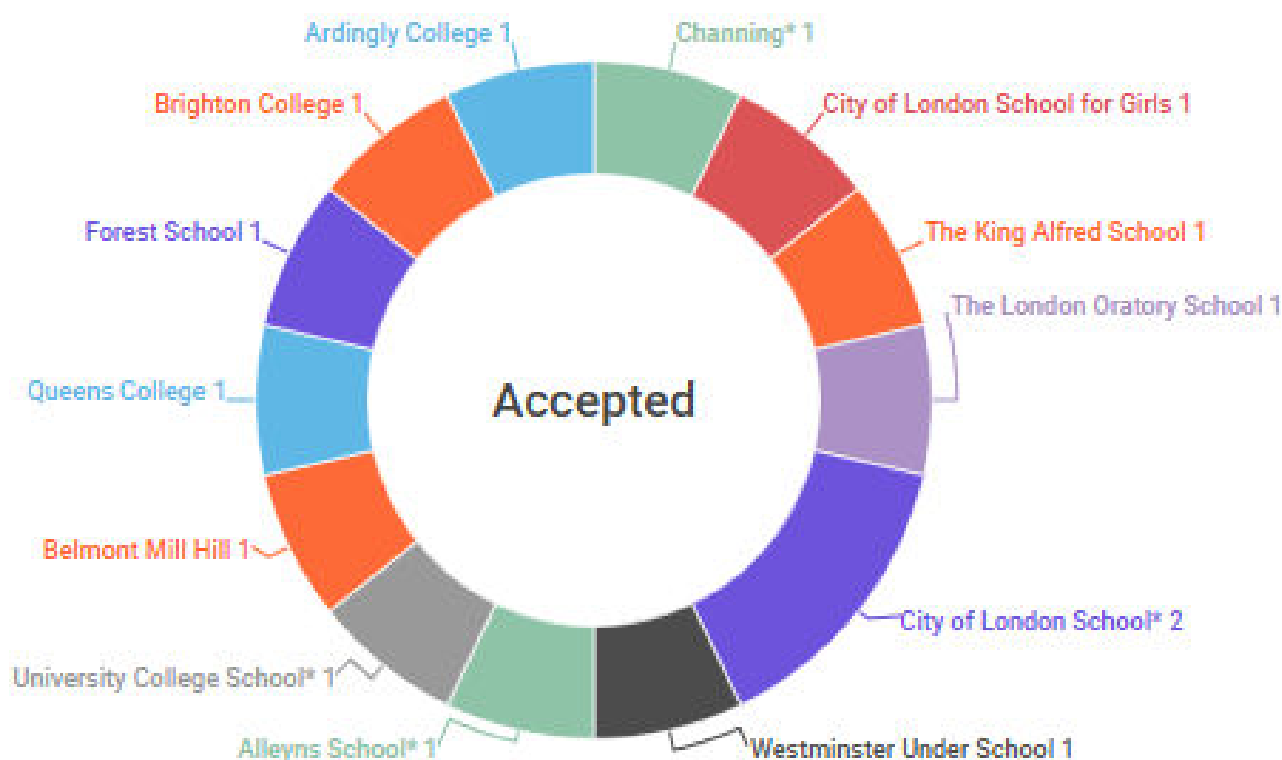 Ardingly College 1
Channing* 1
Brighton College 1
City of London School for Girls 1
Forest School 1
The King Alfred School 1
The London Oratory School 1
Queens College 1
Accepted
Belmont Mill Hill 1
City of London School* 2
University College School* 1
Alleyns School* 1
Westminster Under School 1